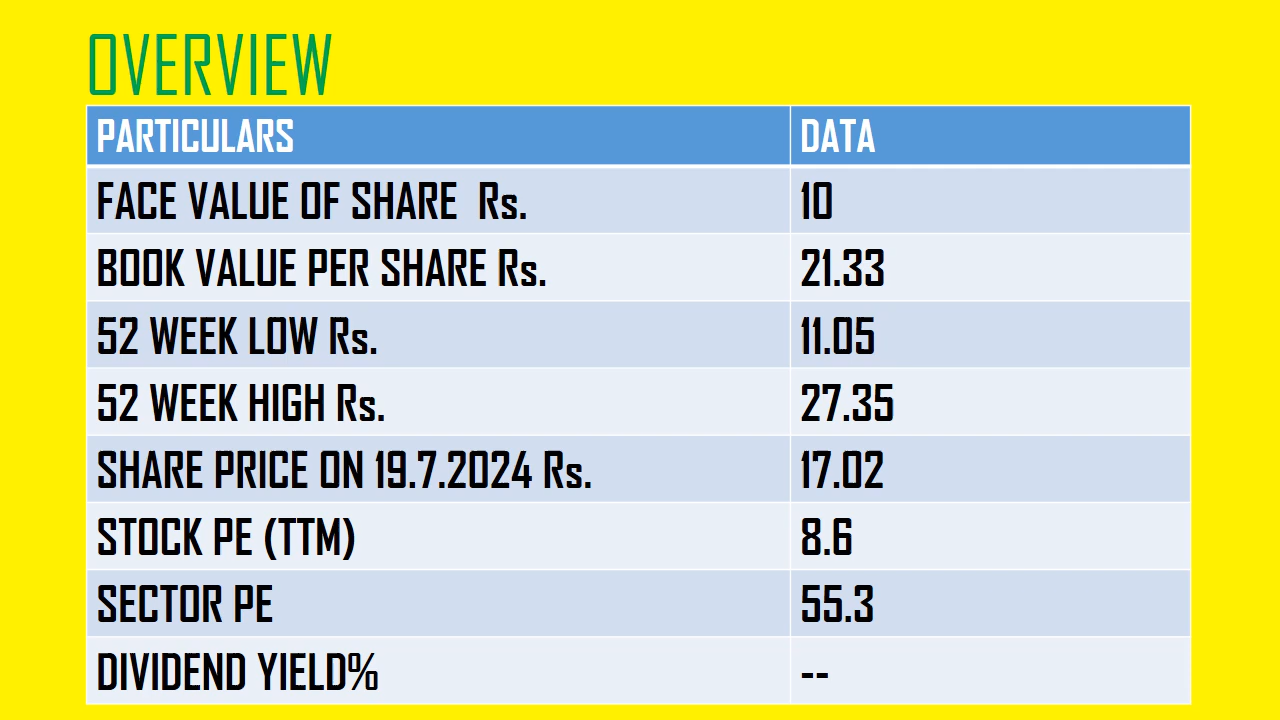 OVERVIEW
PARTICULARS DATA
FACE VALUE OF SHARE Rs. 10
BOOK VALUE PER SHARE Rs. 21.33
52 WEEK LOW Rs. 11.05
52 WEEK HIGH Rs. 27.35
SHARE PRICE ON 19.7.2024 Rs. 17.02
STOCK PE (TTM) 8.6
SECTOR PE 55.3
DIVIDEND YIELD% --